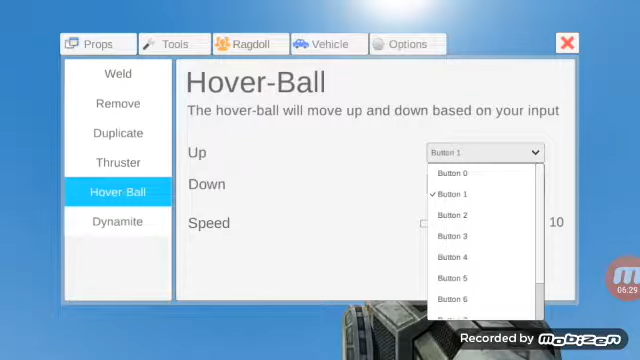 Props
Tools
Ragdoll
Vehicle
Options
Weld
Remove
Duplicate
Thruster
Hover-Ball
Dynamite
Hover-Ball
The hover-ball will move up and down based on your input
Up
Button 1
Down
Speed
10
Button 0
Button 1
Button 2
Button 3
Button 4
Button 5
Button 6
06:29
Recorded by mobizen